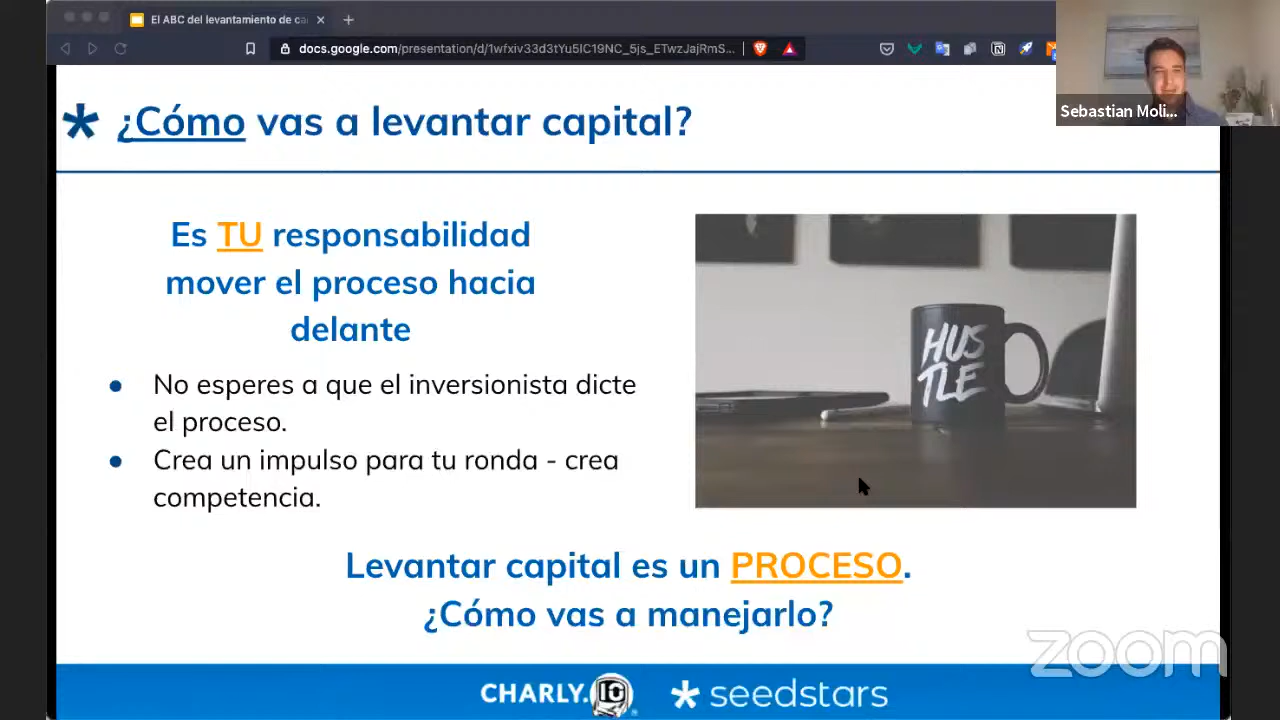 El ABC del levantamiento de ca
docs.google.com/presentation/d/1wfxiv33d3tYu5IC19NC_5js_ETwzJajRmS...
Sebastian Moli...
¿Cómo vas a levantar capital?
Es TU responsabilidad
mover el proceso hacia
delante
No esperes a que el inversionista dicte
el proceso.
Crea un impulso para tu ronda - crea
competencia.
HUS
TLE
Levantar capital es un PROCESO.
¿Cómo vas a manejarlo?
zoom
CHARLY.IO
seedstars